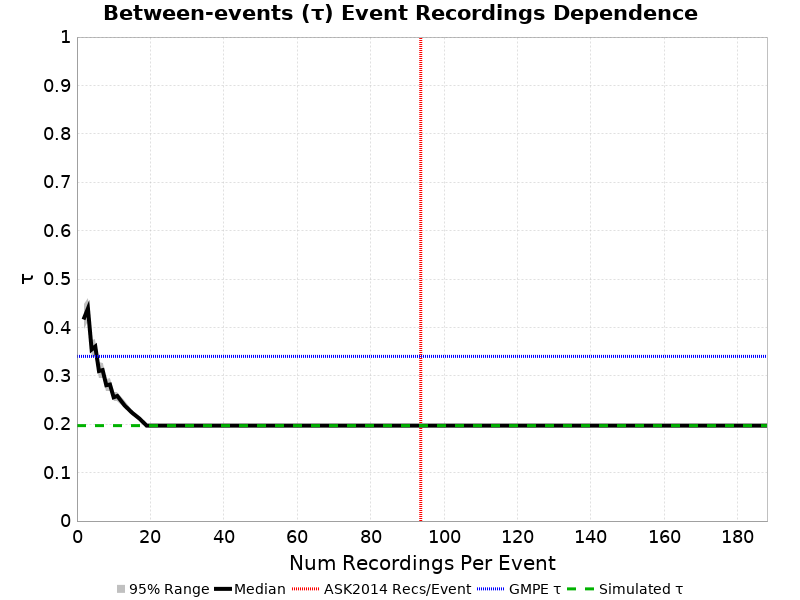 Between-events (τ) Event Recordings Dependence
1
0.9
0.8
0.7
0.6
0.5
0.4
0.3
0.2
0.1
0
τ
0 20 40 60 80 100 120 140 160 180
Num Recordings Per Event
95% Range Median ASK2014 Recs/Event GMPE τ Simulated τ